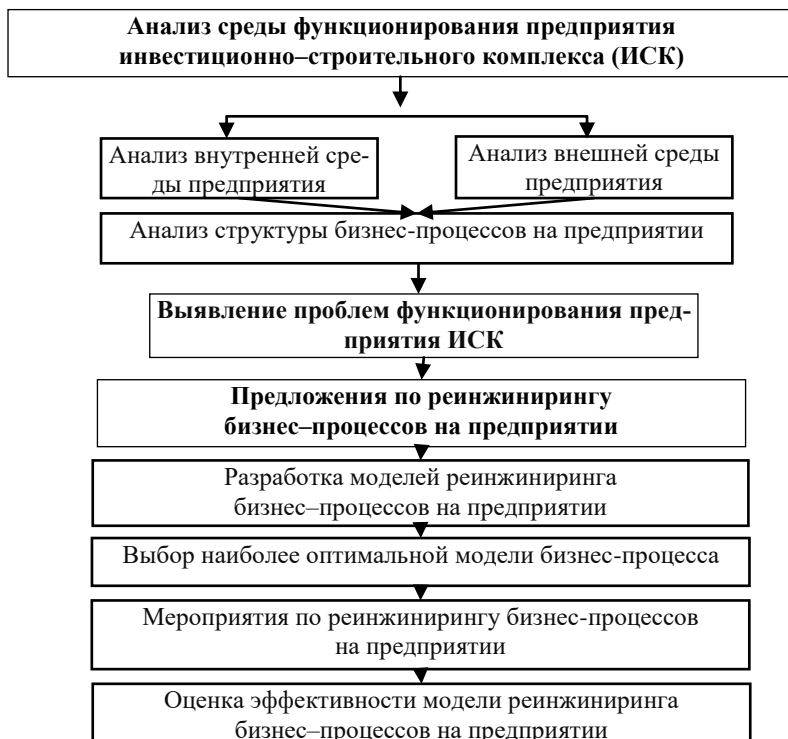 Анализ среды функционирования предприятия
инвестиционно–строительного комплекса (ИСК)
Анализ внутренней сре-
ды предприятия
Анализ внешней среды
предприятия
Анализ структуры бизнес-процессов на предприятии
Выявление проблем функционирования пред-
приятия ИСК
Предложения по реинжинирингу
бизнес–процессов на предприятии
Разработка моделей реинжиниринга
бизнес–процессов на предприятии
Выбор наиболее оптимальной модели бизнес-процесса
Мероприятия по реинжинирингу бизнес-процессов
на предприятии
Оценка эффективности модели реинжиниринга
бизнес–процессов на предприятии